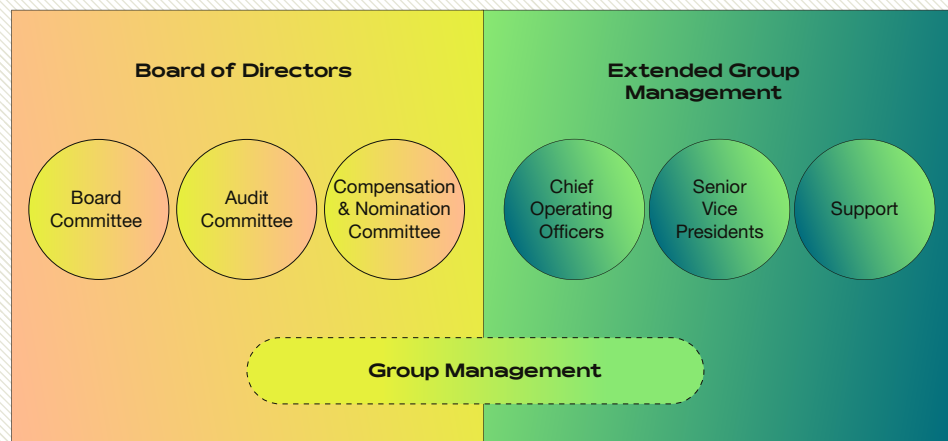 Board of Directors
Extended Group
Management
Board
Committee
Audit
Committee
Compensation
& Nomination
Committee
Chief
Operating
Officers
Senior
Vice
Presidents
Support
Group Management